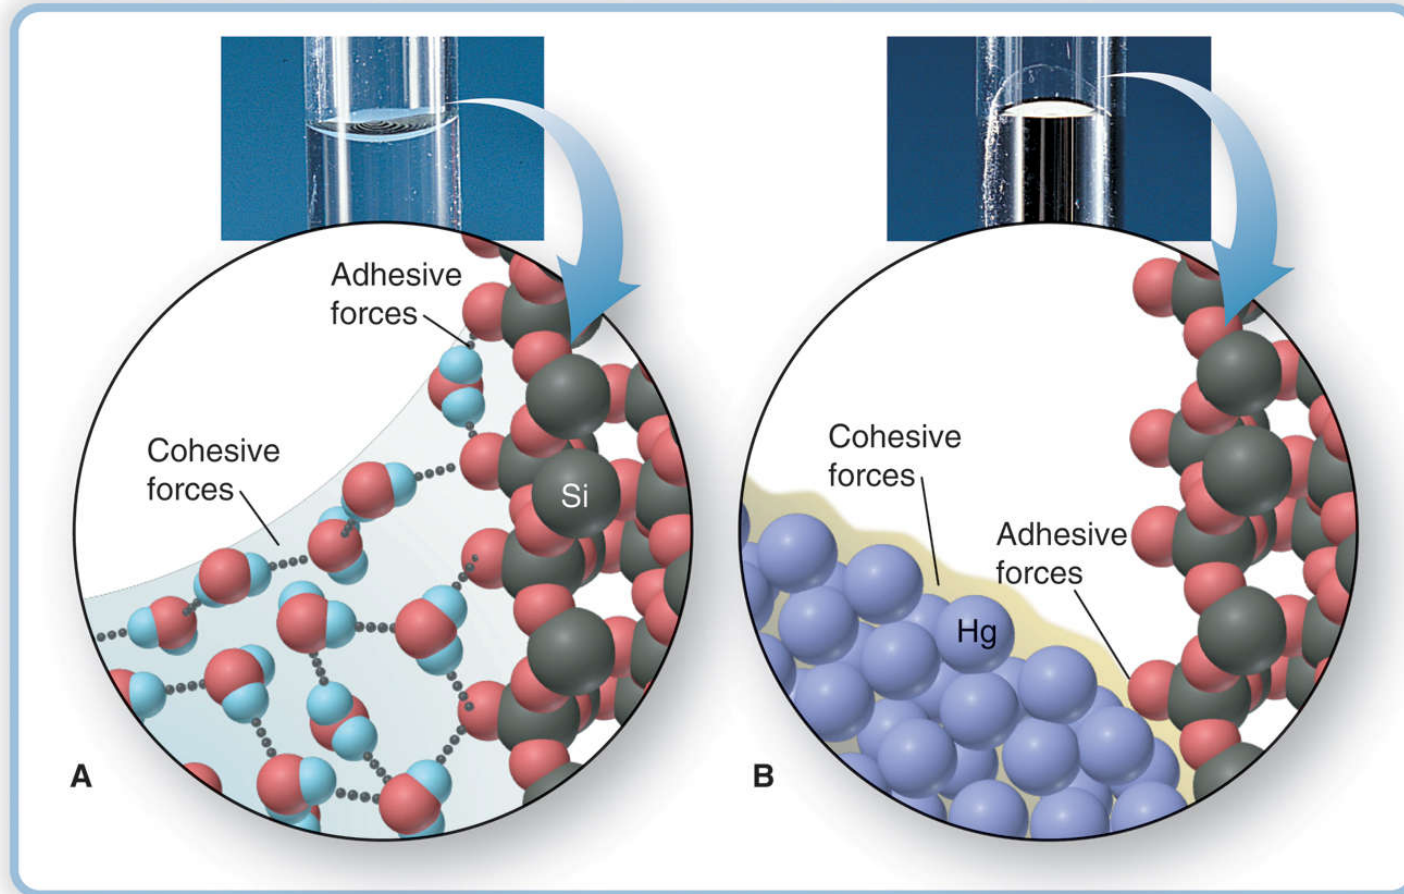 Adhesive
forces
Cohesive
forces
Si
A
Cohesive
forces
Adhesive
forces
Hg
B